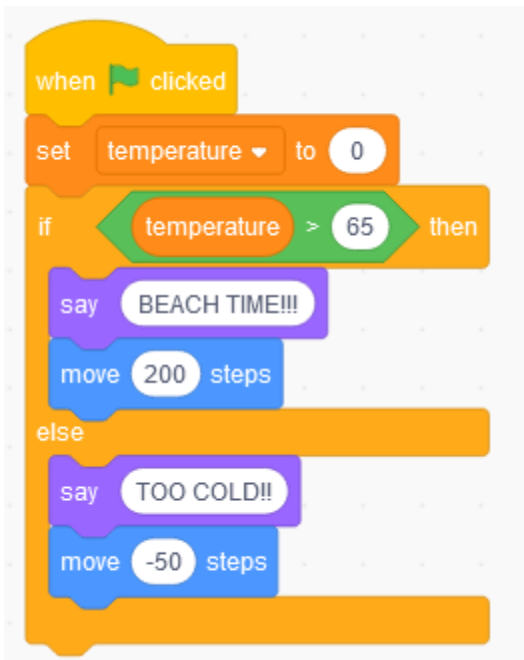 when clicked
set temperature to 0
if temperature > 65 then
say BEACH TIME!!!
move 200 steps
else
say TOO COLD!!
move -50 steps